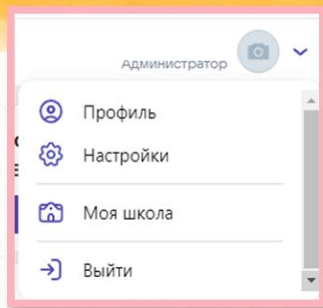 Администратор
Профиль
Настройки
Моя школа
Выйти